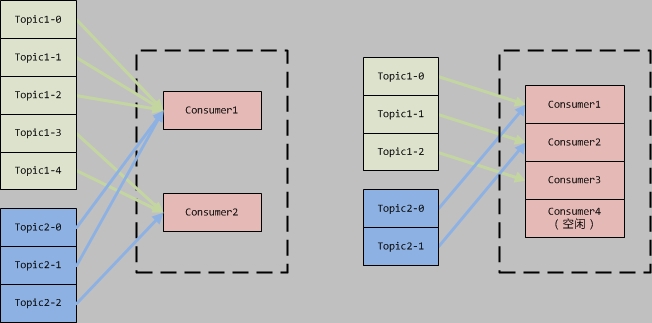 Topic1-0
Topic1-1
Topic1-2
Topic1-3
Topic1-4
Topic2-0
Topic2-1
Topic2-2
Consumer1
Consumer2
Topic1-0
Topic1-1
Topic1-2
Topic2-0
Topic2-1
Consumer1
Consumer2
Consumer3
Consumer4
（空闲）